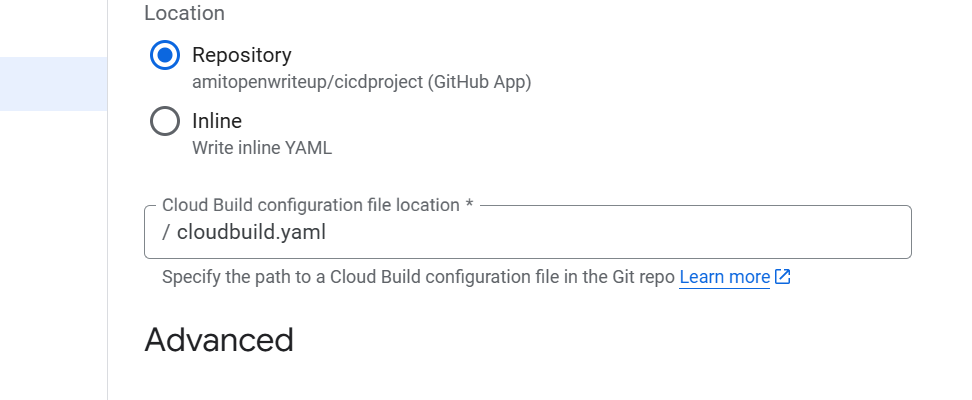 Location
Repository
amitopenwriteup/cicdproject (GitHub App)
Inline
Write inline YAML
Cloud Build configuration file location *
/ cloudbuild.yaml
Specify the path to a Cloud Build configuration file in the Git repo Learn more
Advanced